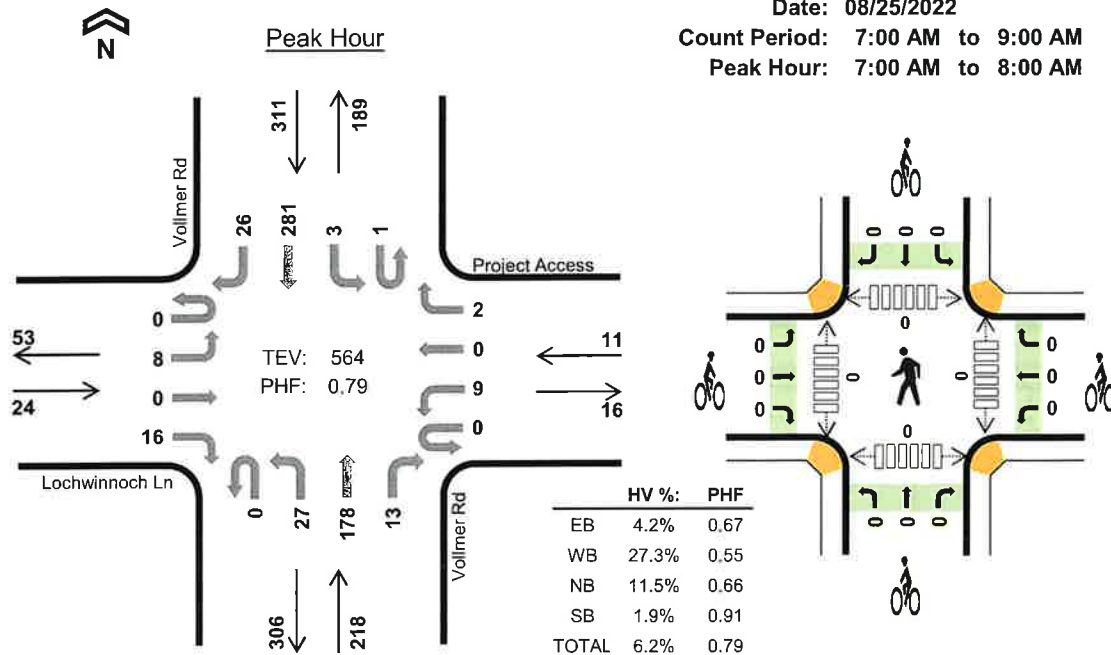 Date: 08/25/2022
N
Peak Hour
Count Period: 7:00 AM to 9:00 AM
Peak Hour: 7:00 AM to 8:00 AM
311
189
Vollmer Rd
26
281
3
1
Project Access
0
2
53
8
TEV: 564
0
11
24
0
PHF: 0.79
9
16
16
0
Lochwinnoch Ln
0
27
178
13
Vollmer Rd
306
218
0 0 0
0
0
0
0
0
0
0
0
0
0
0
0 0 0
HV %: PHF
EB 4.2% 0.67
WB 27.3% 0.55
NB 11.5% 0.66
SB 1.9% 0.91
TOTAL 6.2% 0.79